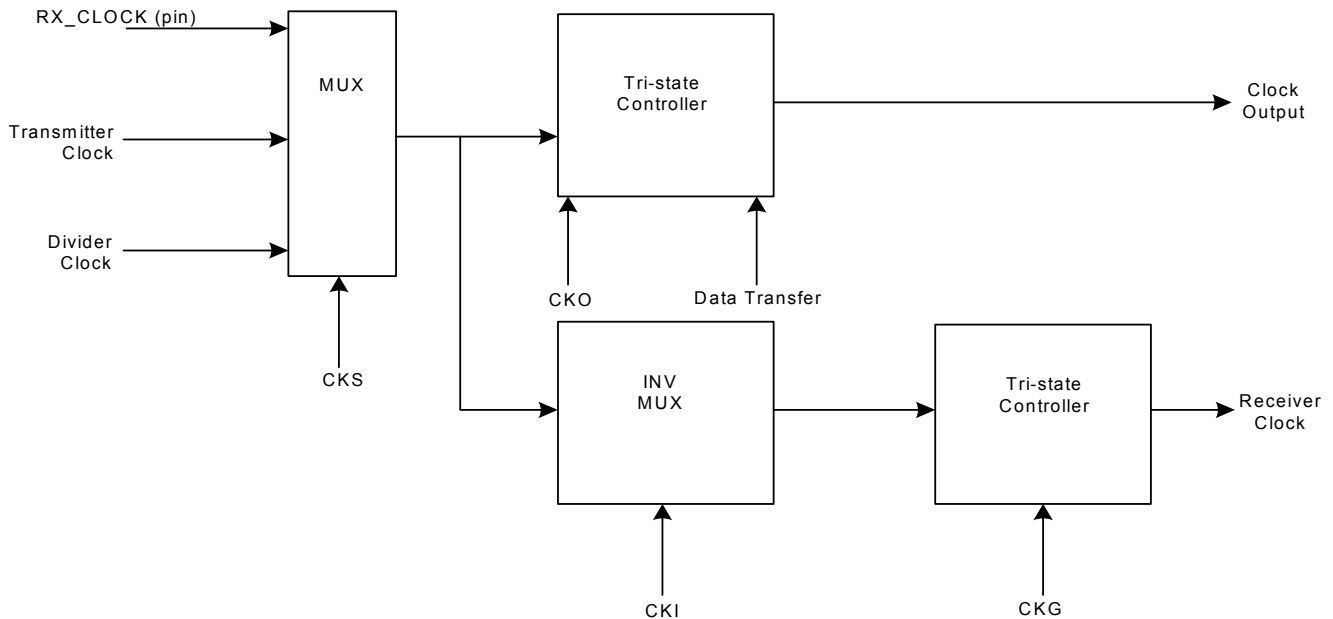 RX_CLOCK (pin)
MUX
Tri-state
Controller
Clock
Output
Transmitter
Clock
Divider
Clock
CKO
Data Transfer
CKS
INV
MUX
Tri-state
Controller
Receiver
Clock
CKI
CKG